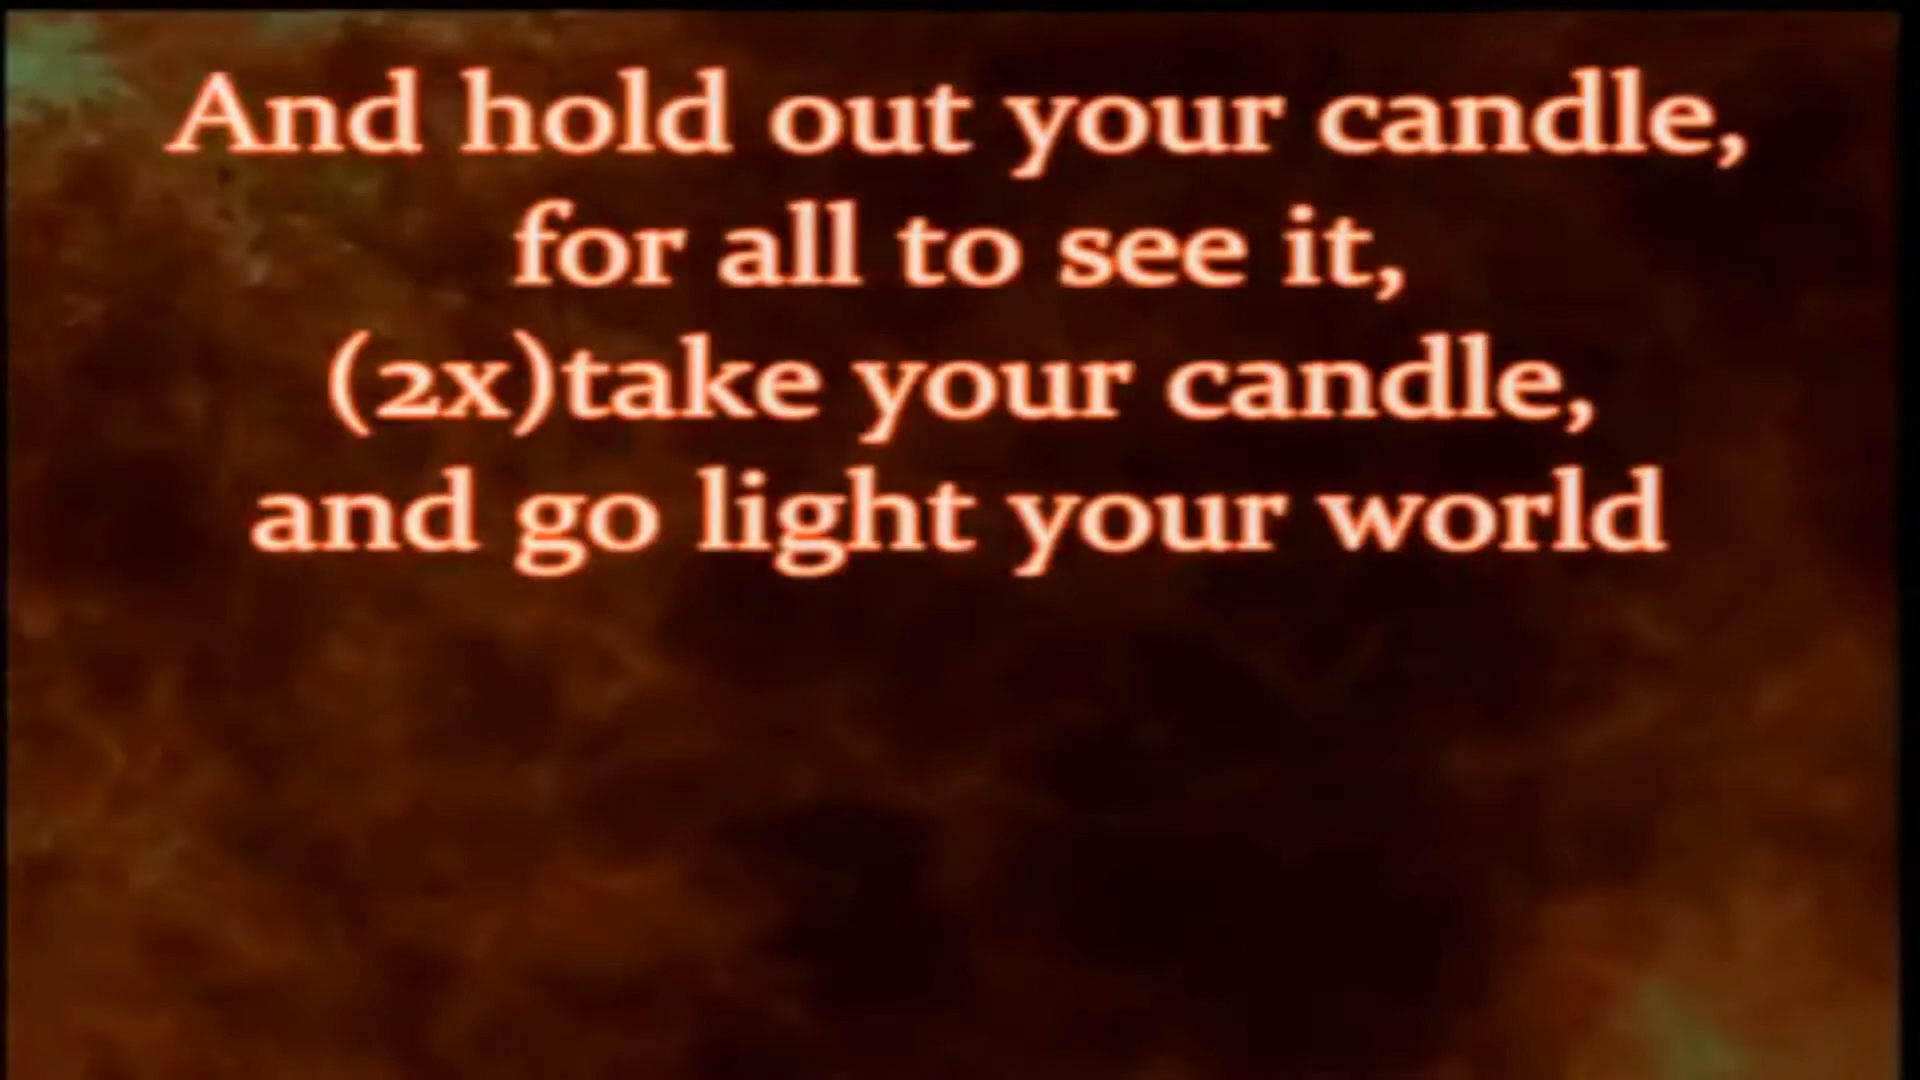 And hold out your candle,
for all to see it,
(2x)take your candle,
and go light your world